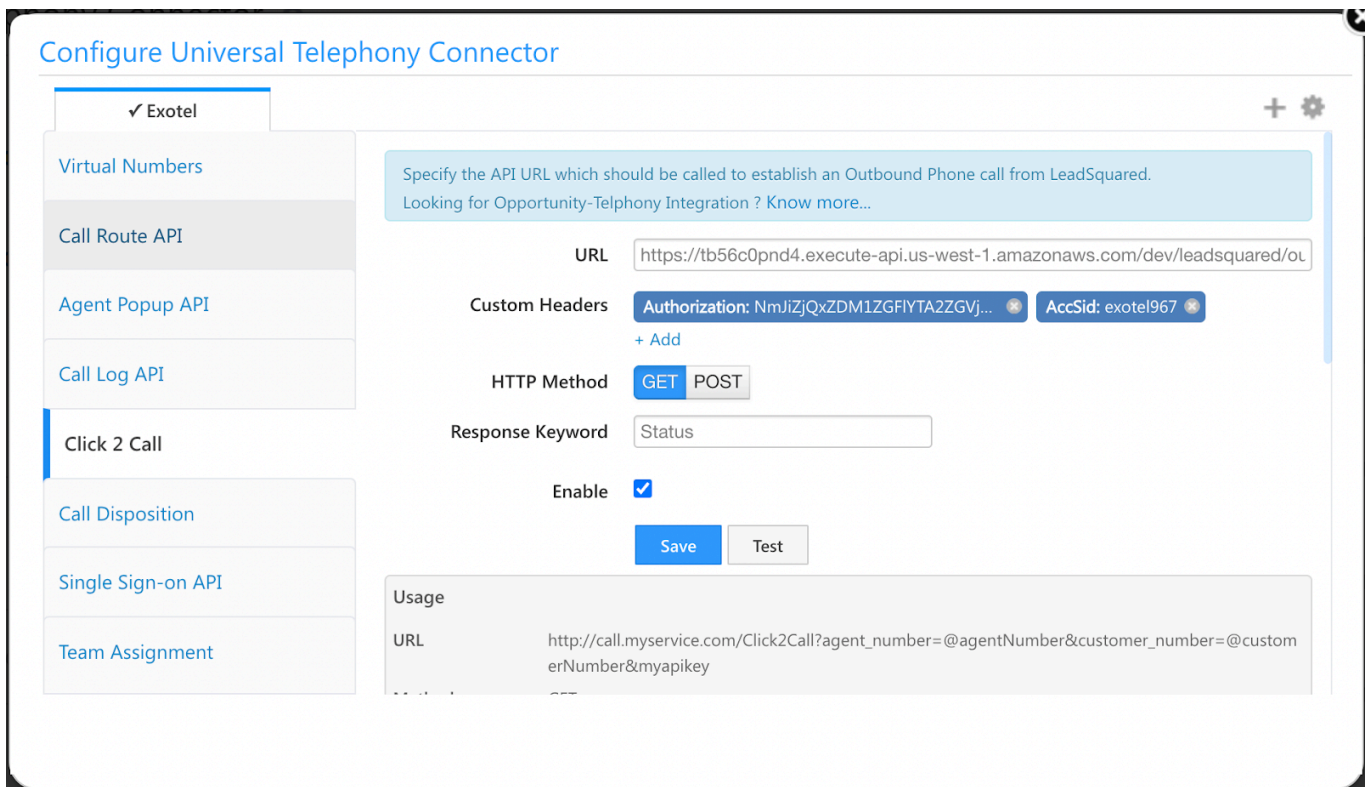 Configure Universal Telephony Connector
✓ Exotel
Virtual Numbers
Call Route API
Agent Popup API
Call Log API
Click 2 Call
Call Disposition
Single Sign-on API
Team Assignment
Specify the API URL which should be called to establish an Outbound Phone call from LeadSquared.
Looking for Opportunity-Telphony Integration ? Know more...
URL https://tb56c0pnd4.execute-api.us-west-1.amazonaws.com/dev/leadsquared/ou
Custom Headers Authorization: NmJiZjQxZDM1ZGFlYTA2ZGVj... AccSid: exotel967
+ Add
HTTP Method GET POST
Response Keyword Status
Enable
Save Test
Usage
URL http://call.myservice.com/Click2Call?agent_number=@agentNumber&customer_number=@custom
erNumber&myapikey